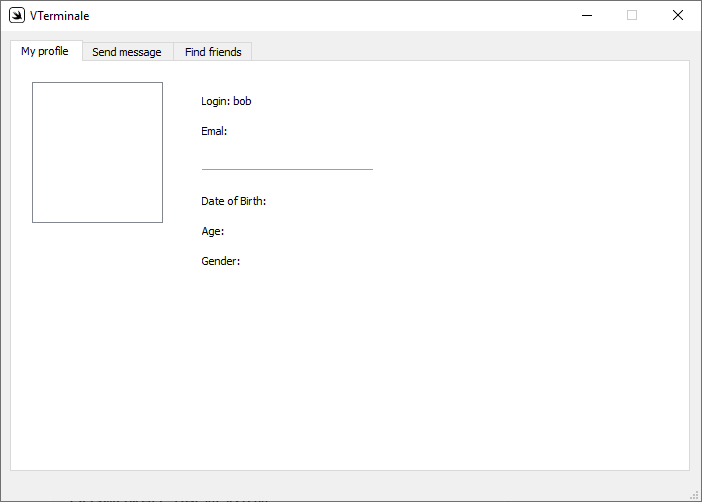 VTerminale
My profile
Send message
Find friends
Login: bob
Emal:
Date of Birth:
Age:
Gender: